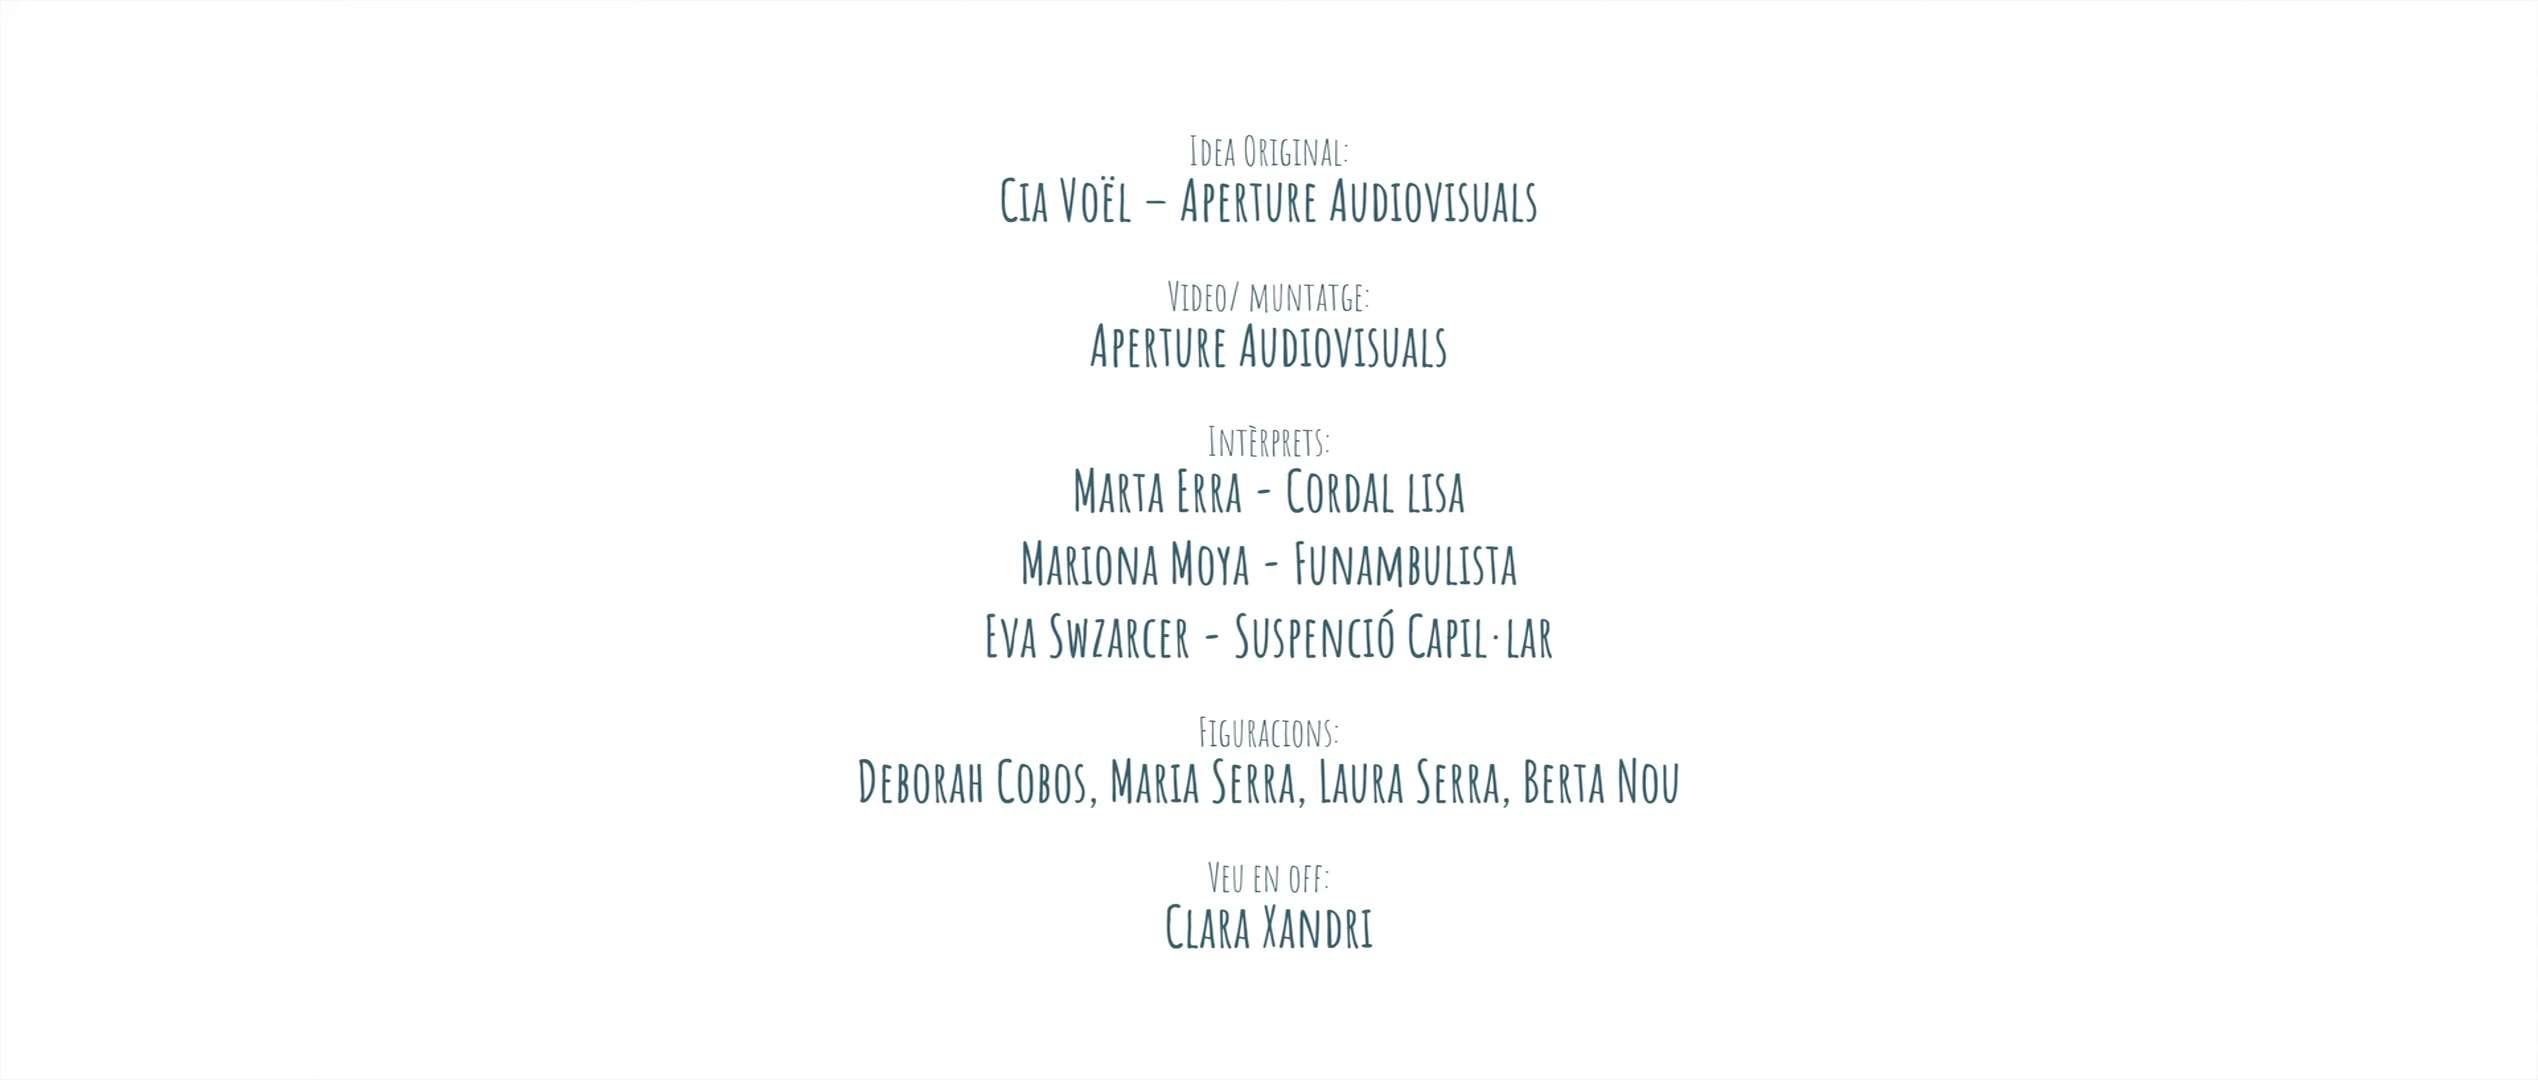 Idea Original:
Cia Voël – Aperture Audiovisuals
Video/ muntatge:
Aperture Audiovisuals
Intèrprets:
Marta Erra - Cordal lisa
Mariona Moya - Funambulista
Eva Swzarcer - Suspenció Capil·lar
Figuracions:
Deborah Cobos, Maria Serra, Laura Serra, Berta Nou
Veu en off:
Clara Xandri